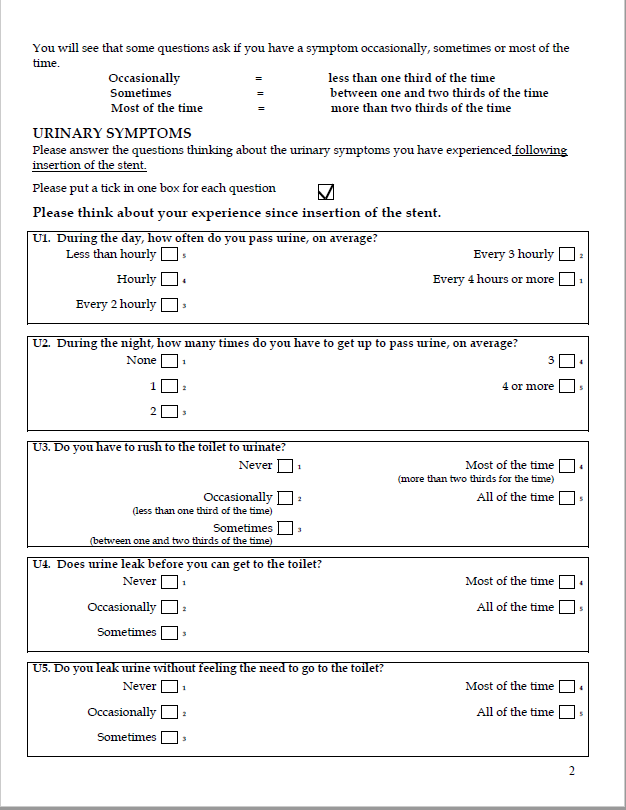 You will see that some questions ask if you have a symptom occasionally, sometimes or most of the
time.
Occasionally = less than one third of the time
Sometimes = between one and two thirds of the time
Most of the time = more than two thirds of the time
URINARY SYMPTOMS
Please answer the questions thinking about the urinary symptoms you have experienced following
insertion of the stent.
Please put a tick in one box for each question
Please think about your experience since insertion of the stent.
U1. During the day, how often do you pass urine, on average?
Less than hourly 5 Every 3 hourly 2
Hourly 4 Every 4 hours or more 1
Every 2 hourly 3
U2. During the night, how many times do you have to get up to pass urine, on average?
None 1 3 4
1 2 4 or more 5
2 3
U3. Do you have to rush to the toilet to urinate?
Never 1 Most of the time 4
(more than two thirds for the time)
Occasionally 2 All of the time 5
(less than one third of the time)
Sometimes 3
(between one and two thirds of the time)
U4. Does urine leak before you can get to the toilet?
Never 1 Most of the time 4
Occasionally 2 All of the time 5
Sometimes 3
U5. Do you leak urine without feeling the need to go to the toilet?
Never 1 Most of the time 4
Occasionally 2 All of the time 5
Sometimes 3
2